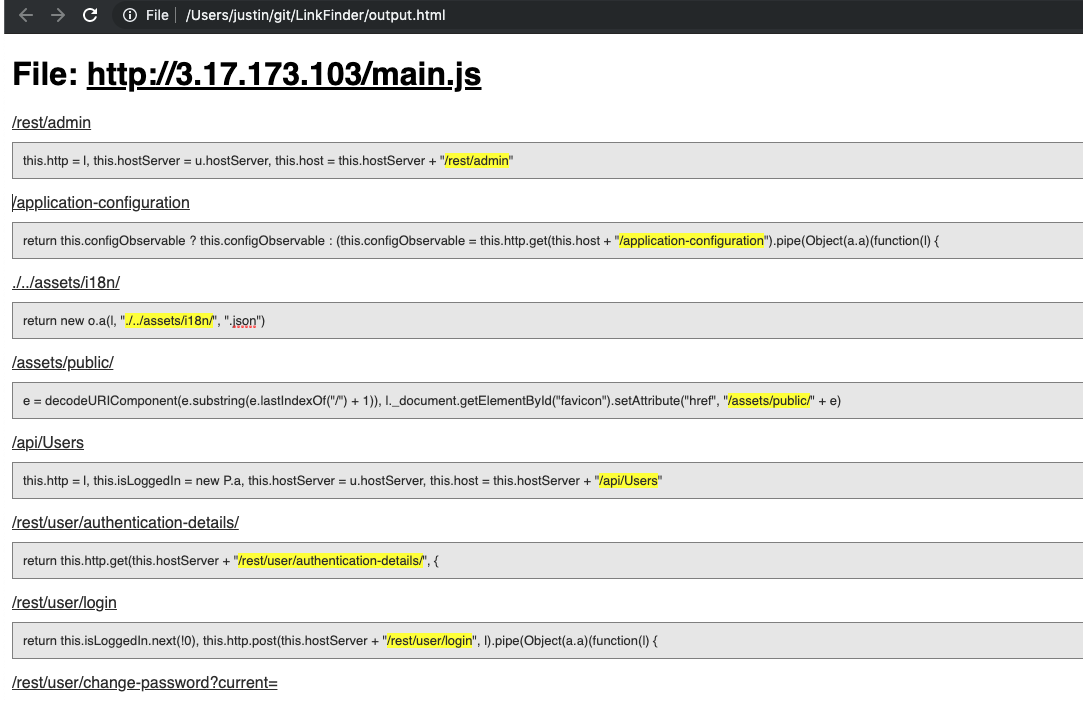 File /Users/justin/git/LinkFinder/output.html
File: http://3.17.173.103/main.js
/rest/admin
this.http = l, this.hostServer = u.hostServer, this.host = this.hostServer + "/rest/admin"
/application-configuration
return this.configObservable ? this.configObservable : (this.configObservable = this.http.get(this.host + "/application-configuration").pipe(Object(a.a)(function(l) {
./../assets/i18n/
return new o.a(l, "./../assets/i18n/", ".json")
/assets/public/
e = decodeURIComponent(e.substring(e.lastIndexOf("/") + 1)), l._document.getElementById("favicon").setAttribute("href", "/assets/public/" + e)
/api/Users
this.http = l, this.isLoggedIn = new P.a, this.hostServer = u.hostServer, this.host = this.hostServer + "/api/Users"
/rest/user/authentication-details/
return this.http.get(this.hostServer + "/rest/user/authentication-details/", {
/rest/user/login
return this.isLoggedIn.next(!0), this.http.post(this.hostServer + "/rest/user/login", l).pipe(Object(a.a)(function(l) {
/rest/user/change-password?current=